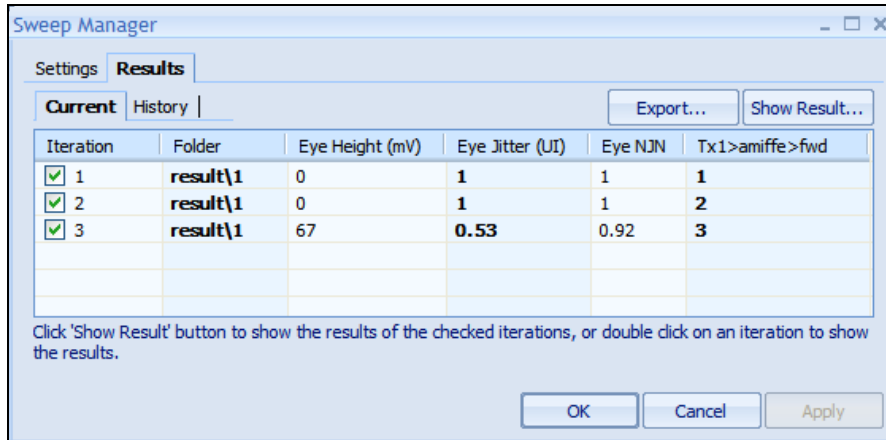 Sweep Manager
Settings Results
Current History Export... Show Result...
Iteration Folder Eye Height (mV) Eye Jitter (UI) Eye NJN Tx1>amiffe>fwd
1 result\1 0 1 1 1
2 result\1 0 1 1 2
3 result\1 67 0.53 0.92 3
Click 'Show Result' button to show the results of the checked iterations, or double click on an iteration to show
the results.
OK Cancel Apply